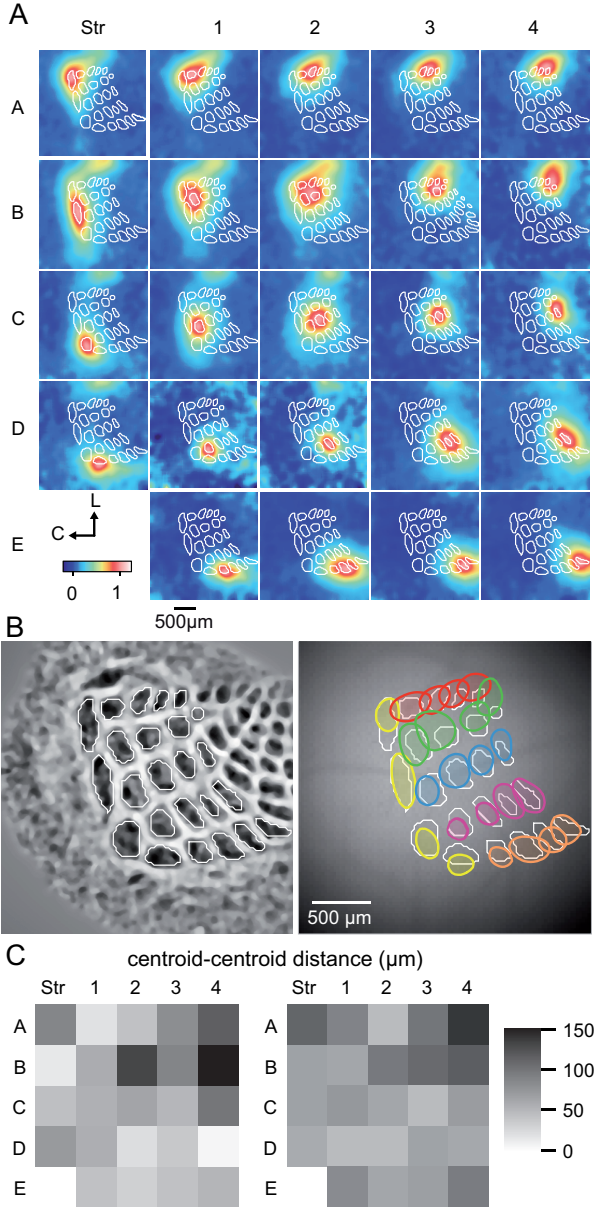 A
Str 1 2 3 4
A
B
C
D
L
C
E
0 1
500µm
B
500 µm
C
centroid-centroid distance (µm)
Str 1 2 3 4 Str 1 2 3 4
A A 150
B B 100
C C 50
D D 0
E E